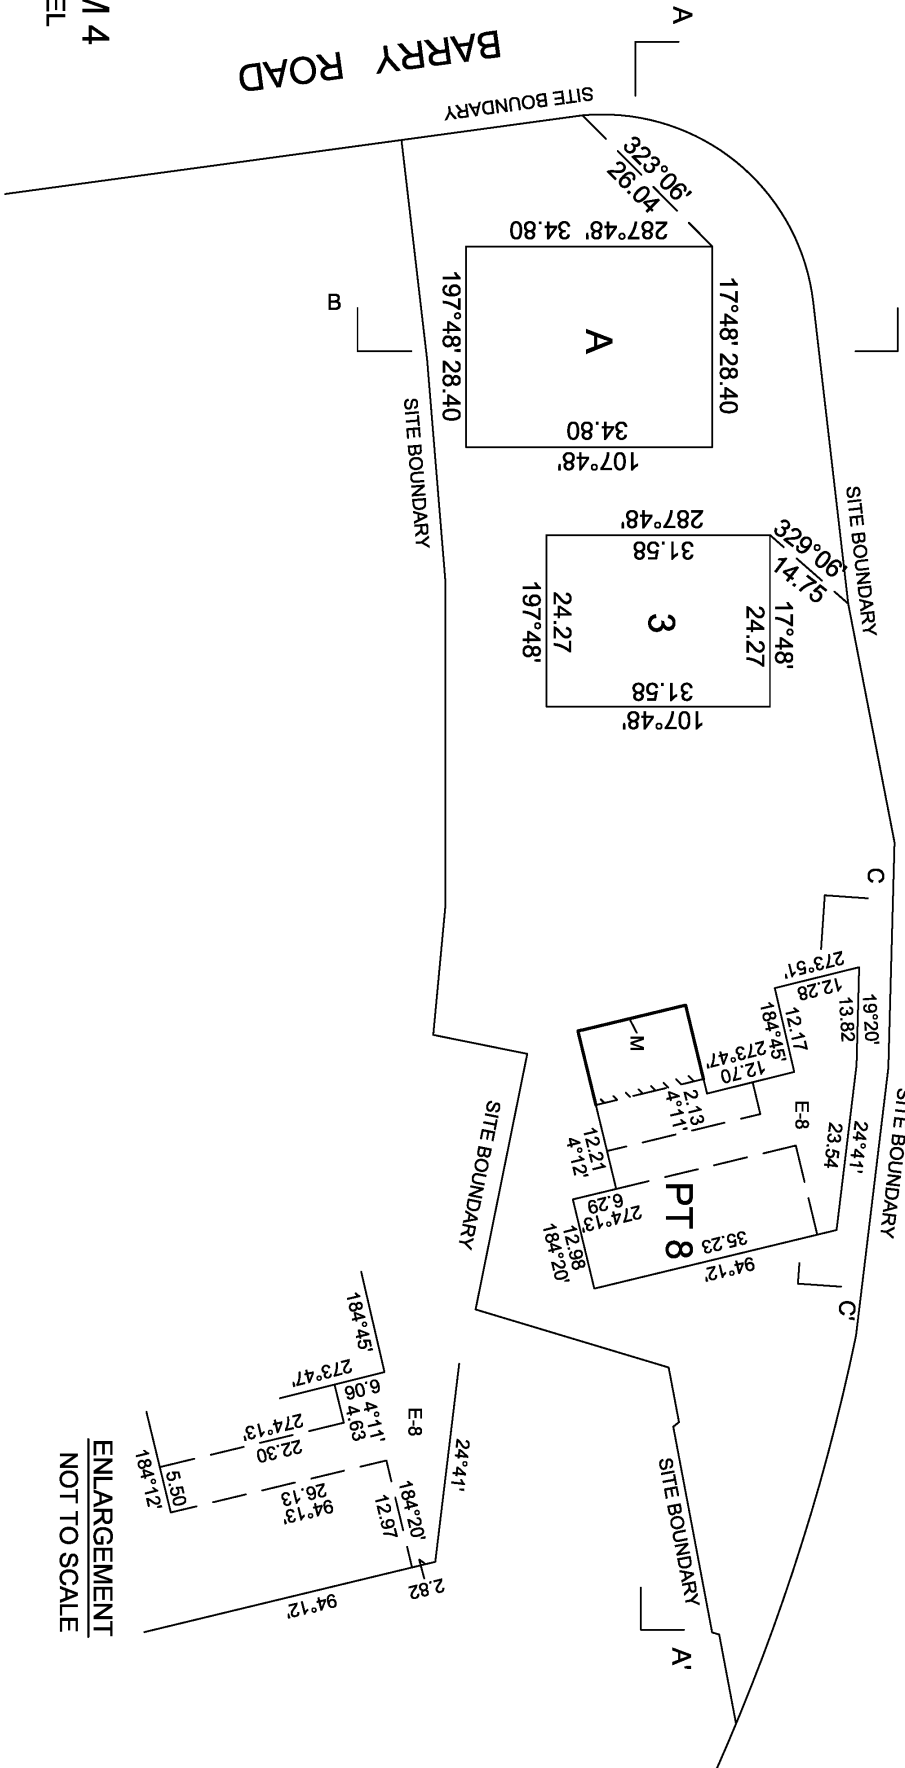 M 4
EL
BARRY ROAD
SITE BOUNDARY
A
323°06'
26.04
287°48' 34.80
17°48' 28.40
A
197°48' 28.40
34.80
107°48'
B
SITE BOUNDARY
SITE BOUNDARY
329°06'
14.75
287°48'
31.58
17°48'
24.27
3
24.27
197°48'
31.58
107°48'
C
273°51'
12.28
19°20'
13.82
12.17
184°45'
273°47'
12.70
M
2.13
4°11'
E-8
24°41'
23.54
SITE BOUNDARY
12.21
4°12'
PT 8
274°13'
6.29
12.98
184°20'
35.23
94°12'
C'
SITE BOUNDARY
SITE BOUNDARY
A'
184°45'
273°47'
6.06
4°11'
4.63
E-8
24°41'
274°13'
22.30
94°13'
26.13
184°20'
12.97
2.82
5.50
184°12'
94°12'
ENLARGEMENT
NOT TO SCALE